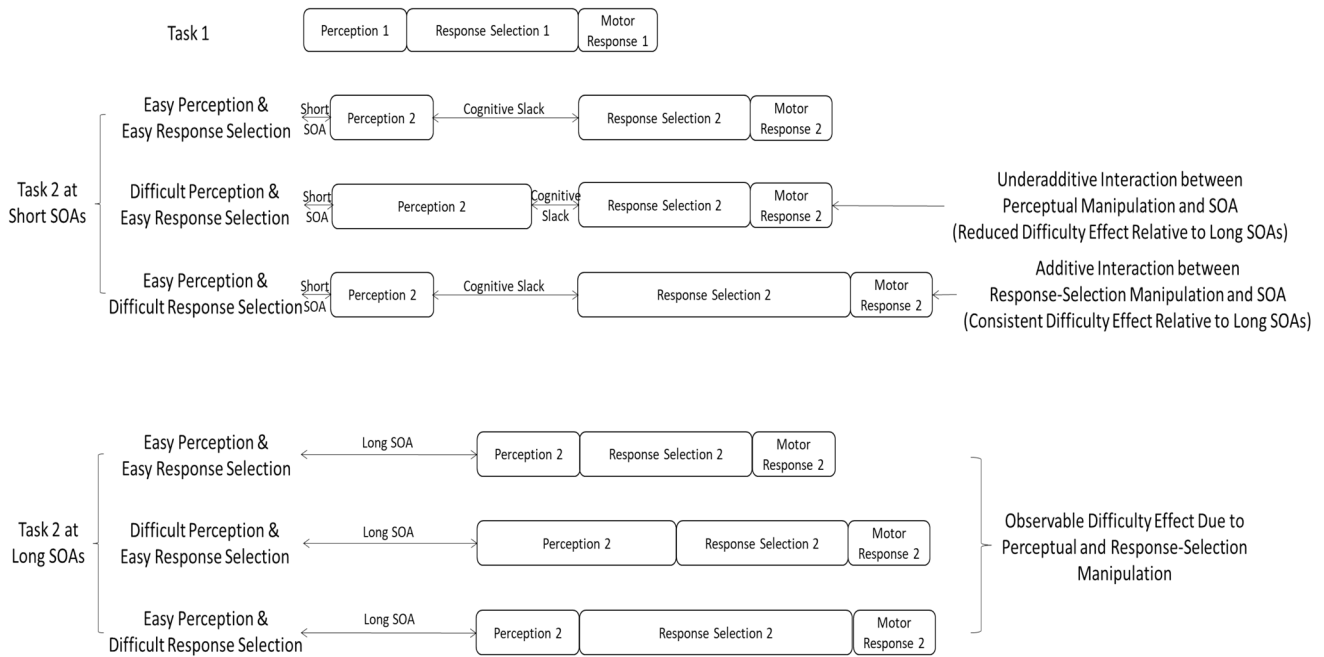 Task 1
Perception 1
Response Selection 1
Motor
Response 1
Task 2 at
Short SOAs
Easy Perception &
Easy Response Selection
Short
SOA
Perception 2
Cognitive Slack
Response Selection 2
Motor
Response 2
Difficult Perception &
Easy Response Selection
Short
SOA
Perception 2
Cognitive
Slack
Response Selection 2
Motor
Response 2
Underadditive Interaction between
Perceptual Manipulation and SOA
(Reduced Difficulty Effect Relative to Long SOAs)
Easy Perception &
Difficult Response Selection
Short
SOA
Perception 2
Cognitive Slack
Response Selection 2
Motor
Response 2
Additive Interaction between
Response-Selection Manipulation and SOA
(Consistent Difficulty Effect Relative to Long SOAs)
Task 2 at
Long SOAs
Easy Perception &
Easy Response Selection
Long SOA
Perception 2
Response Selection 2
Motor
Response 2
Difficult Perception &
Easy Response Selection
Long SOA
Perception 2
Response Selection 2
Motor
Response 2
Easy Perception &
Difficult Response Selection
Long SOA
Perception 2
Response Selection 2
Motor
Response 2
Observable Difficulty Effect Due to
Perceptual and Response-Selection
Manipulation